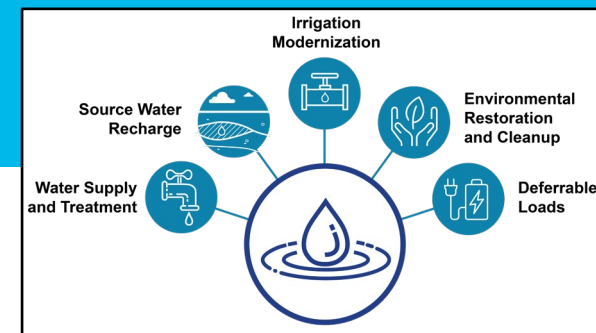 Irrigation
Modernization
Source Water
Recharge
Environmental
Restoration
and Cleanup
Water Supply
and Treatment
Deferrable
Loads